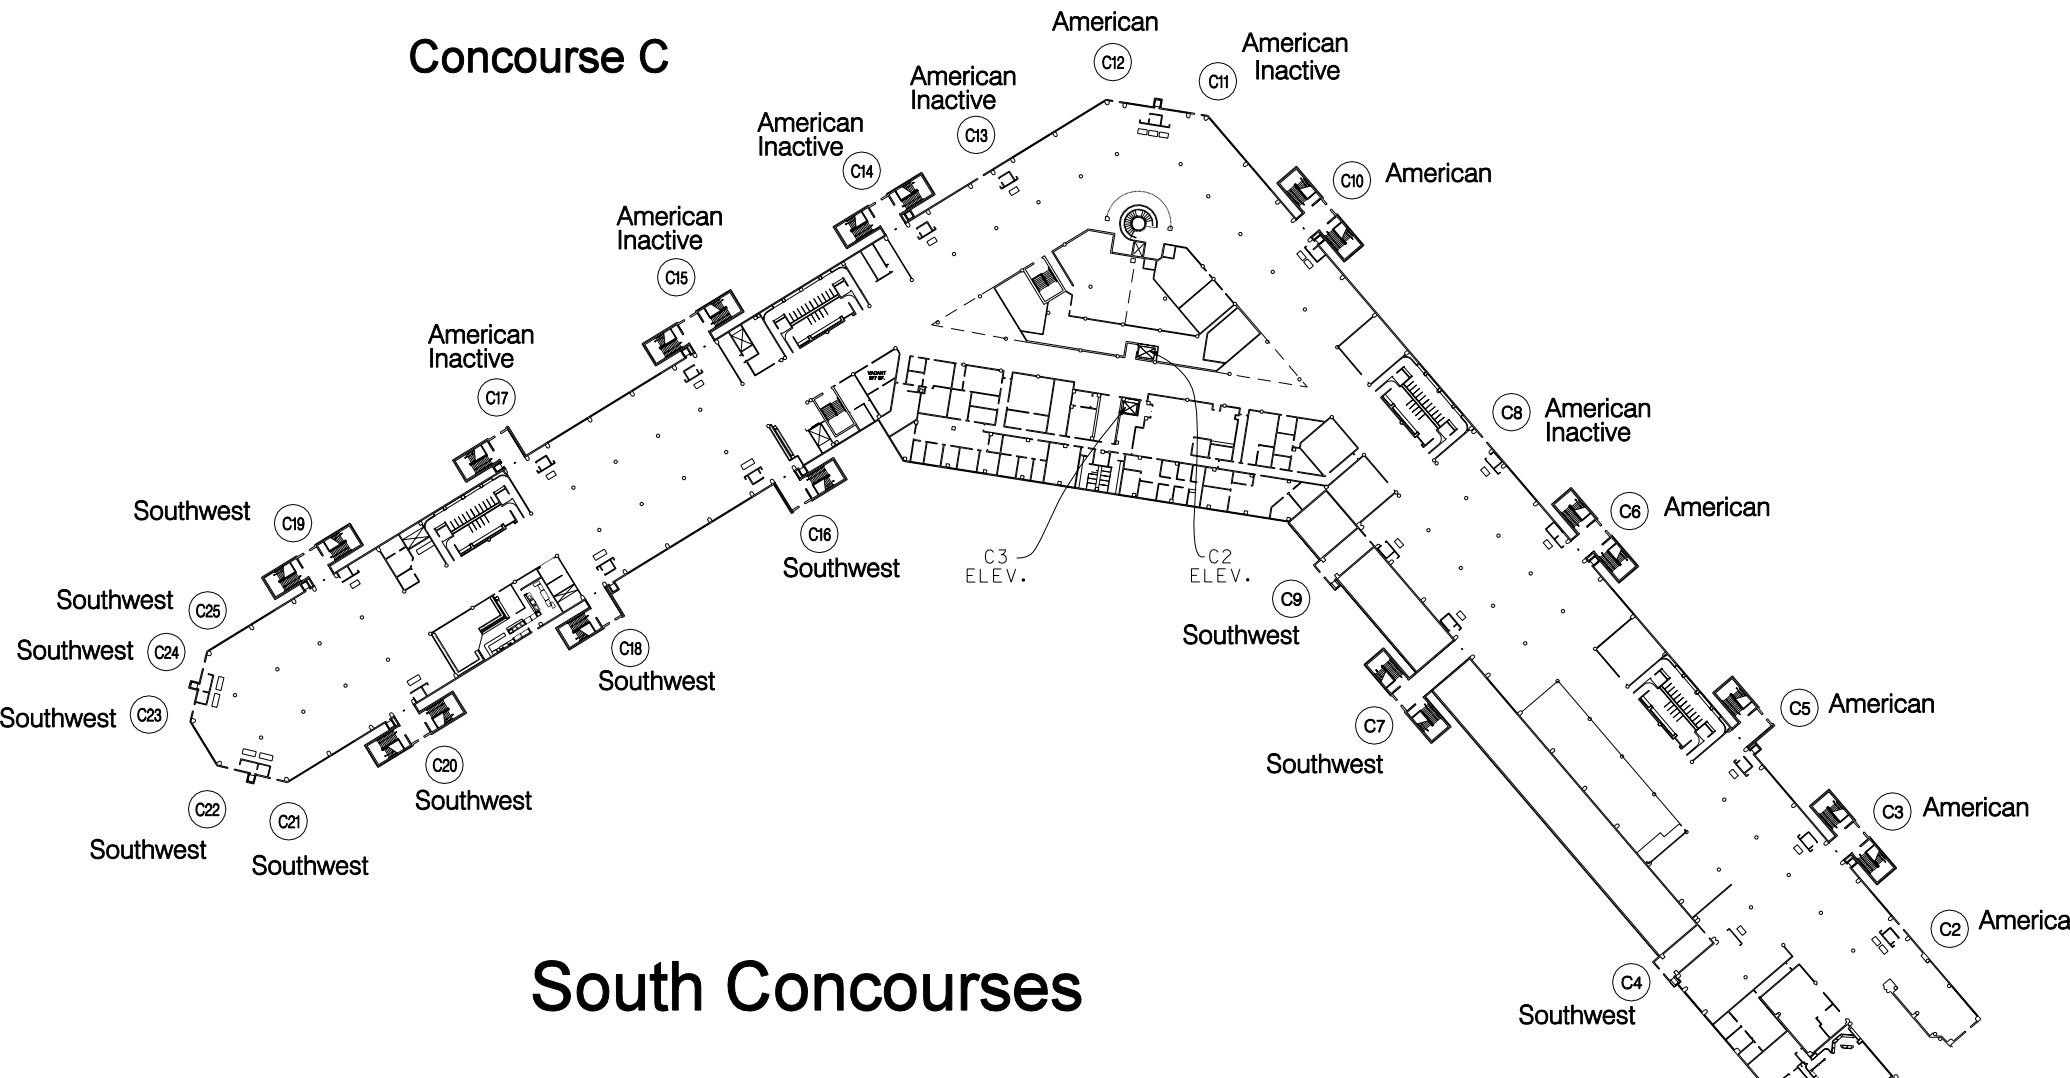 Concourse C
American
C12
American
Inactive
C11
American
Inactive
C13
American
Inactive
C14
C10
American
American
Inactive
C15
American
Inactive
C17
VACANT
C8
American
Inactive
Southwest
C19
C16
Southwest
C6
American
C3
ELEV.
C2
ELEV.
C9
Southwest
Southwest
C25
Southwest
C24
Southwest
C23
C18
Southwest
C7
Southwest
C5
American
C20
Southwest
C22
Southwest
C21
Southwest
C3
American
C2
America
C4
Southwest
South Concourses